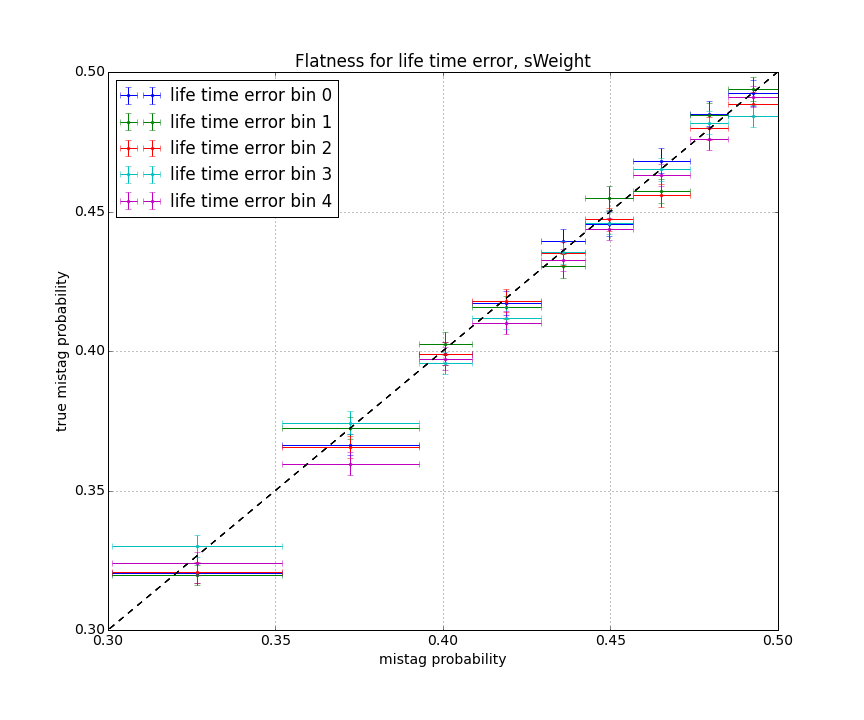 Flatness for life time error, sWeight
0.50
life time error bin 0
life time error bin 1
life time error bin 2
life time error bin 3
life time error bin 4
0.45
0.40
0.35
0.30
true mistag probability
0.30 0.35 0.40 0.45 0.50
mistag probability